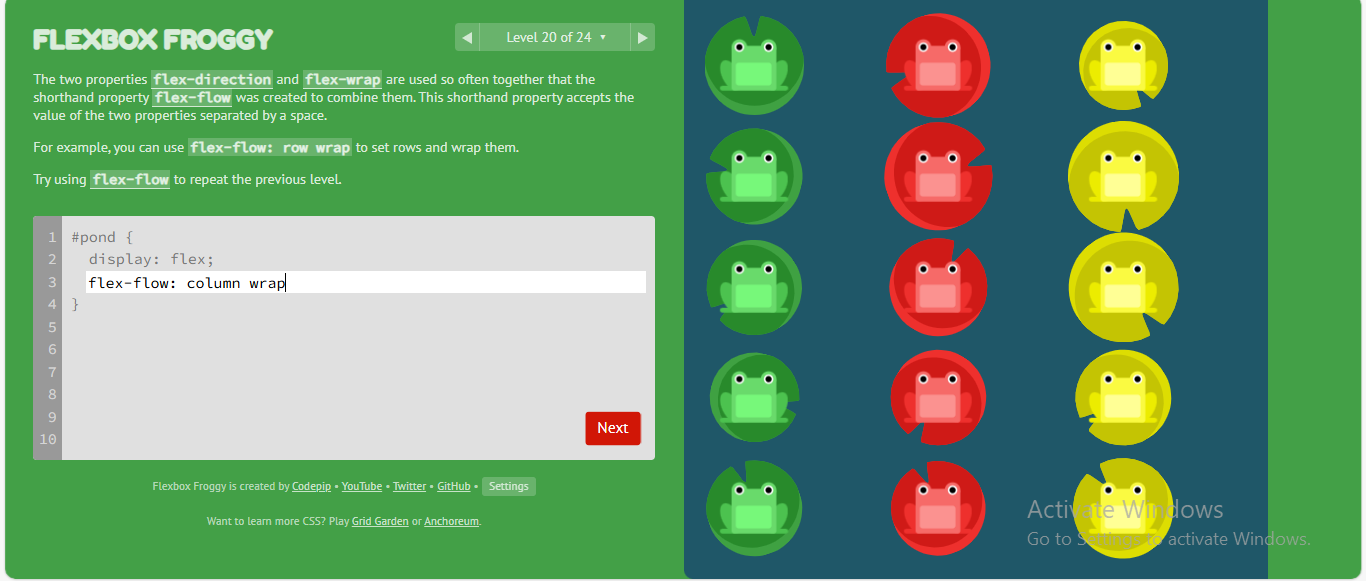 FLEXBOX FROGGY
Level 20 of 24
The two properties flex-direction and flex-wrap are used so often together that the
shorthand property flex-flow was created to combine them. This shorthand property accepts the
value of the two properties separated by a space.
For example, you can use flex-flow: row wrap to set rows and wrap them.
Try using flex-flow to repeat the previous level.
1 #pond {
2 display: flex;
3 flex-flow: column wrap
4 }
5
6
7
8
9
10
Next
Flexbox Froggy is created by Codepip • YouTube • Twitter • GitHub • Settings
Want to learn more CSS? Play Grid Garden or Anchoreum.
Activate Windows
Go to Settings to activate Windows.